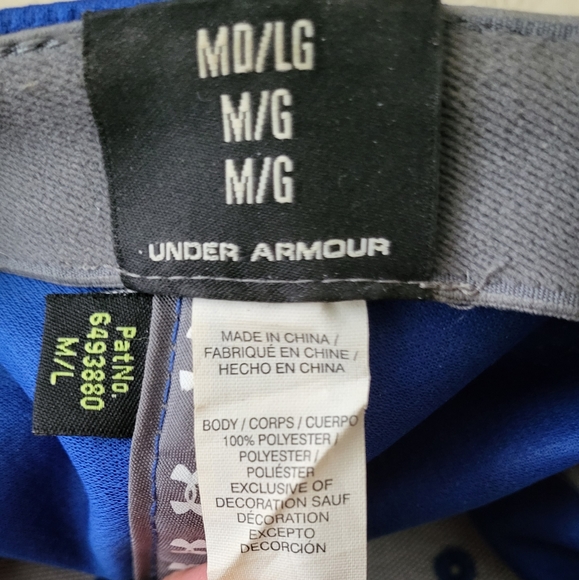 MD/LG
M/G
M/G
UNDER ARMOUR
PatNo.
6493880
M/L
MADE IN CHINA /
FABRIQUÉ EN CHINE /
HECHO EN CHINA
BODY / CORPS / CUERPO
100% POLYESTER /
POLYESTER /
POLIÉSTER
EXCLUSIVE OF
DECORATION SAUF
DÉCORATION
EXCEPTO
DECORCIÓN